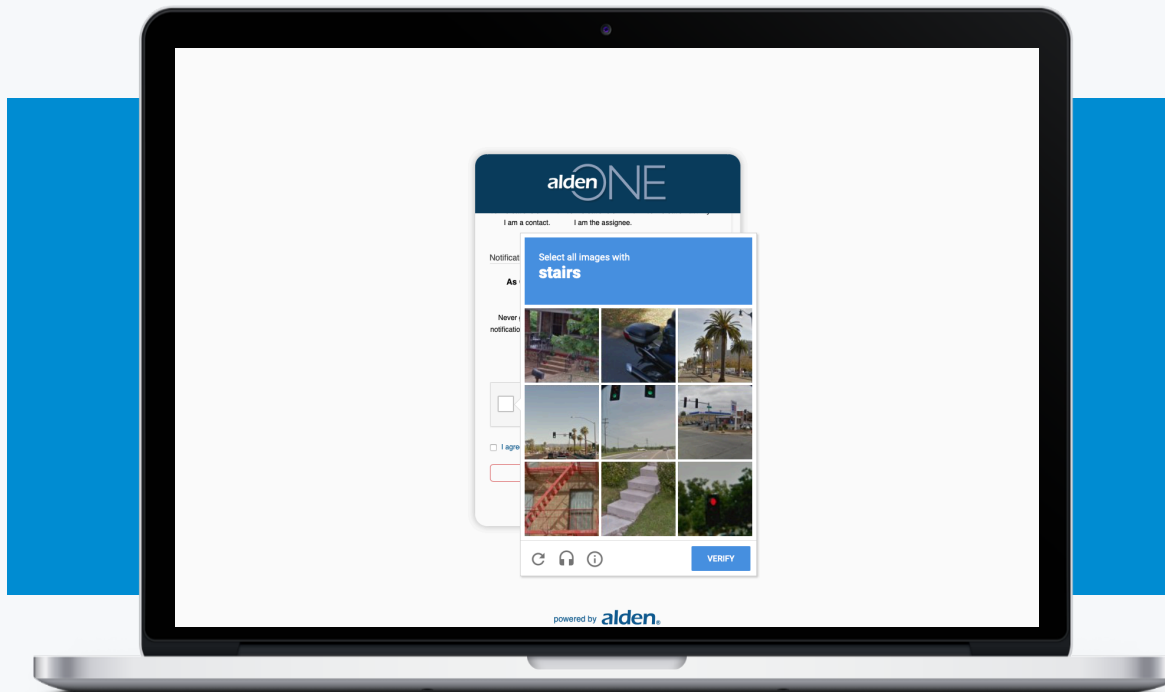 alden ONE
I am a contact. I am the assignee.
Notificat
As
Never
notificatio
I agre
Select all images with
stairs
VERIFY
powered by alden®